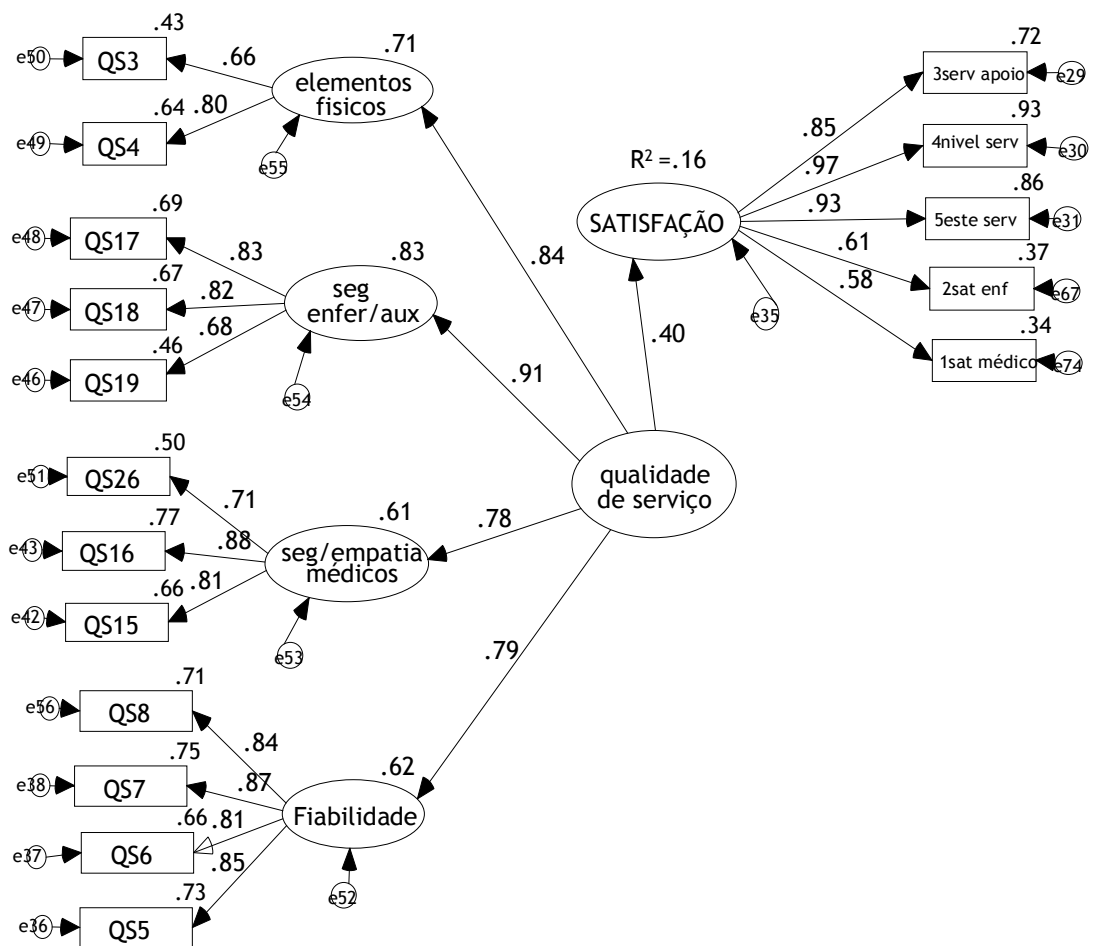 .43
e50
QS3
.66
.71
elementos
fisicos
.64
.80
e49
QS4
e55
.69
e48
QS17
.83
.83
.67
seg
enfer/aux
e47
QS18
.82
.68
.46
e46
QS19
e54
.50
e51
QS26
.71
.61
.77
.88
seg/empatia
médicos
e43
QS16
.66
.81
e42
QS15
e53
.71
e56
QS8
.84
.62
.75
.87
e38
QS7
Fiabilidade
.66
.81
e37
QS6
.85
.73
e52
e36
QS5
.84
.91
.78
.79
.40
qualidade
de serviço
R² =.16
SATISFAÇÃO
e35
.72
3serv apoio
e29
.85
.93
4nivel serv
e30
.97
.86
5este serv
e31
.93
.37
2sat enf
e67
.61
.34
1sat médico
e74
.58